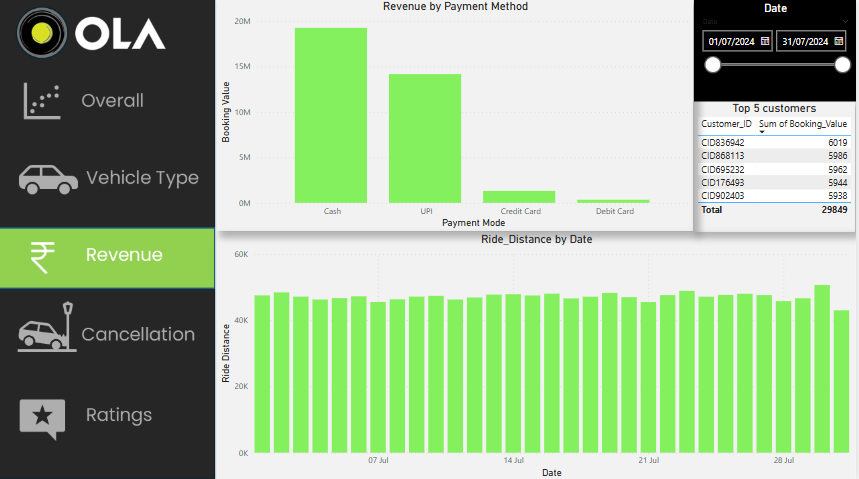 OLA
Overall
Vehicle Type
Revenue
Cancellation
Ratings
Revenue by Payment Method
Booking Value
20M
15M
10M
5M
0M
Cash UPI Credit Card Debit Card
Payment Mode
Date
Date
01/07/2024 31/07/2024
Top 5 customers
Customer_ID Sum of Booking_Value
CID836942 6019
CID868113 5986
CID695232 5962
CID176493 5944
CID902403 5938
Total 29849
Ride_Distance by Date
Ride Distance
60K
40K
20K
0K
07 Jul 14 Jul 21 Jul 28 Jul
Date